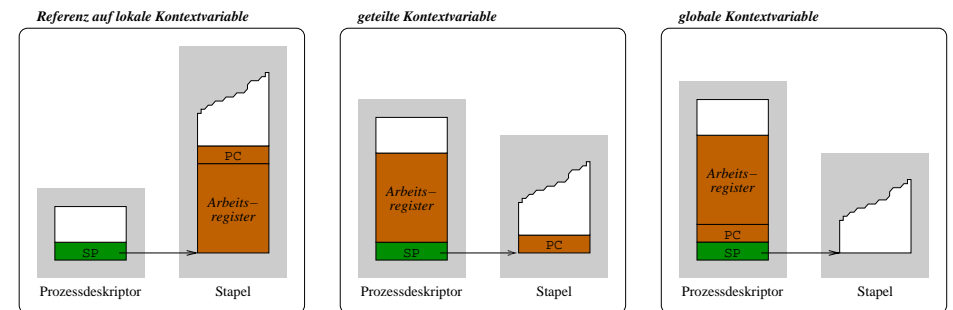 Referenz auf lokale Kontextvariable
PC
Arbeits−
register
SP
Prozessdeskriptor
Stapel
geteilte Kontextvariable
Arbeits−
register
SP
PC
Prozessdeskriptor
Stapel
globale Kontextvariable
Arbeits−
register
PC
SP
Prozessdeskriptor
Stapel